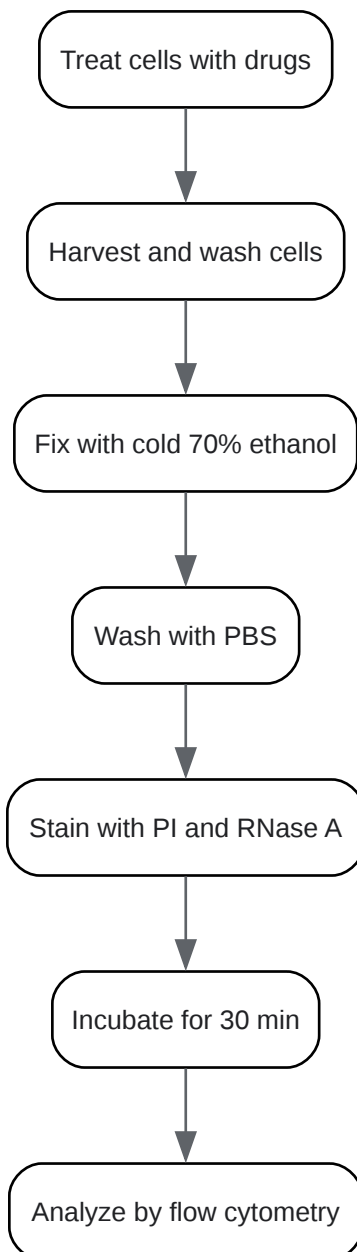 Treat cells with drugs
Harvest and wash cells
Fix with cold 70% ethanol
Wash with PBS
Stain with PI and RNase A
Incubate for 30 min
Analyze by flow cytometry